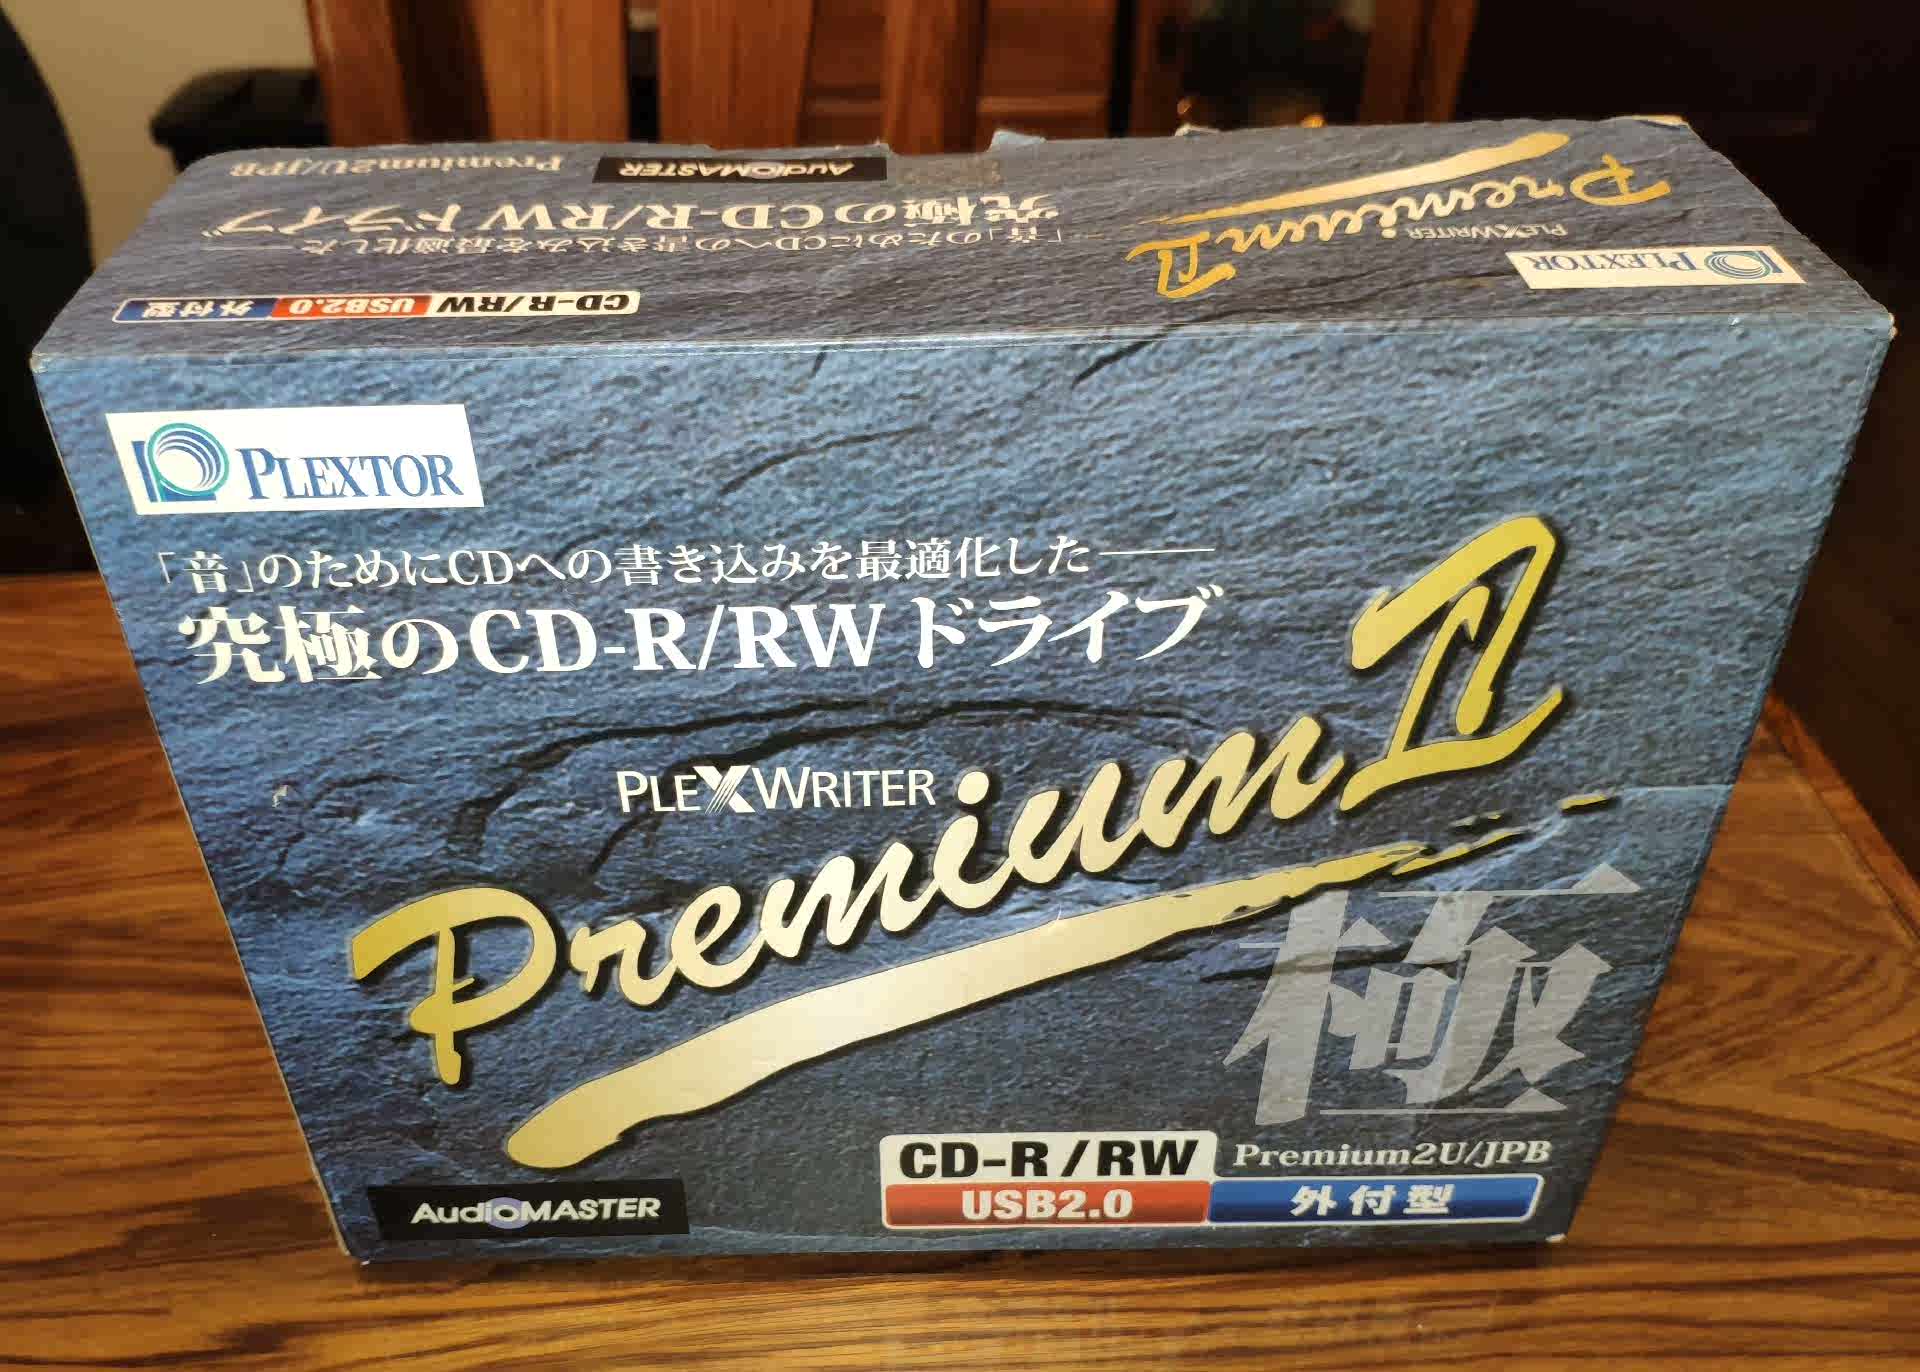 Premium2U/JPB
AudioMASTER
究極のCD-R/RWドライブ
「音」のためにCDへの書き込みを最適化した——
CD-R/RW
USB2.0
外付型
PLEXWRITER
Premium II
PLEXTOR
PLEXTOR
「音」のためにCDへの書き込みを最適化した——
究極のCD-R/RWドライブ
PLEXWRITER
Premium II
極
AudioMASTER
CD-R/RW
Premium2U/JPB
USB2.0
外付型